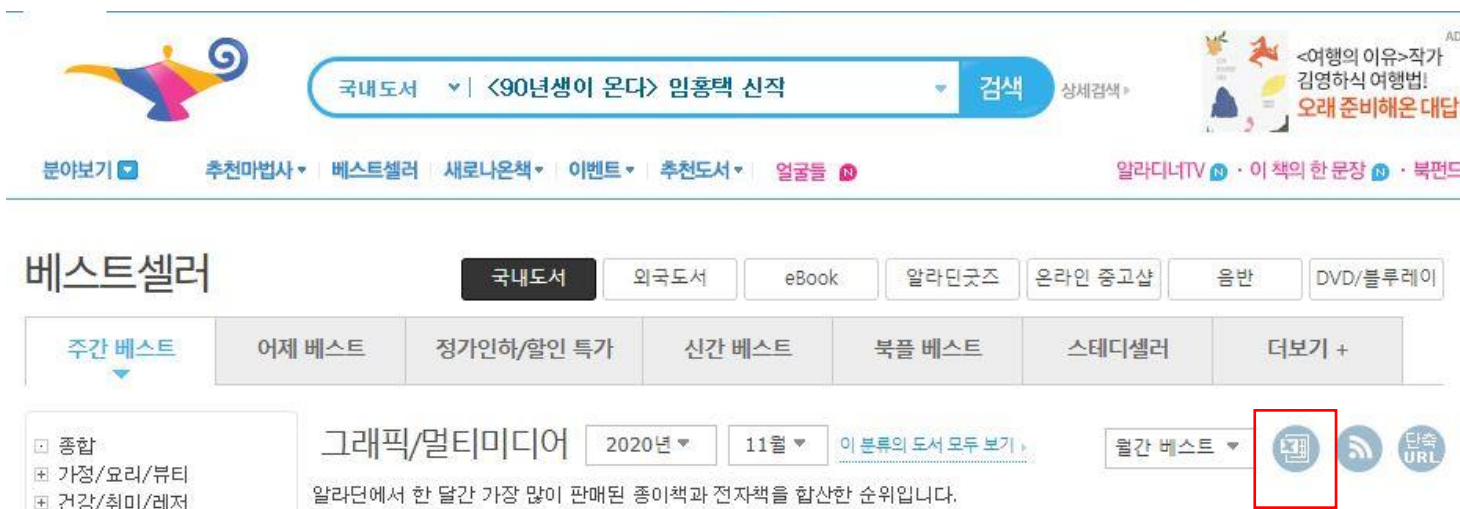 AD
<여행의 이유>작가
김영하식 여행법!
오래 준비해온 대답
국내도서 <90년생이 온다> 임홍택 신작 검색 상세검색
분야보기 추천마법사 베스트셀러 새로나온책 이벤트 추천도서 얼굴들 N 알라디너TV N · 이 책의 한 문장 N · 북펀드
베스트셀러 국내도서 외국도서 eBook 알라딘굿즈 온라인 중고샵 음반 DVD/블루레이
주간 베스트 어제 베스트 정가인하/할인 특가 신간 베스트 북플 베스트 스테디셀러 더보기 +
종합
가정/요리/뷰티
건강/취미/레저
그래픽/멀티미디어 2020년 11월 이 분류의 도서 모두 보기 월간 베스트 단축 URL
알라딘에서 한 달간 가장 많이 판매된 종이책과 전자책을 합산한 순위입니다.